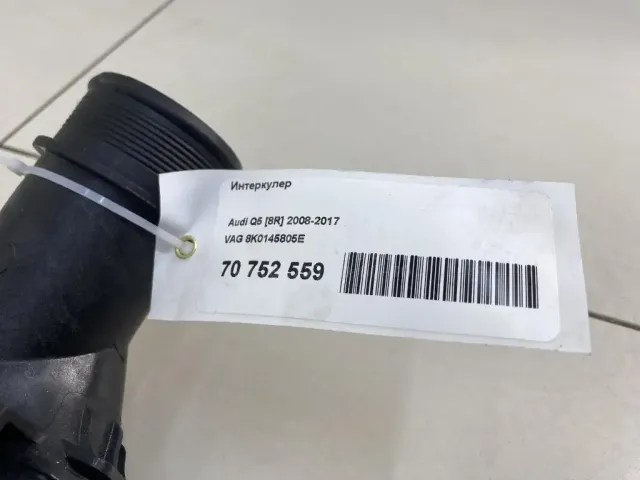 Интеркулер
Audi Q5 [8R] 2008-2017
VAG 8K0145805E
70 752 559